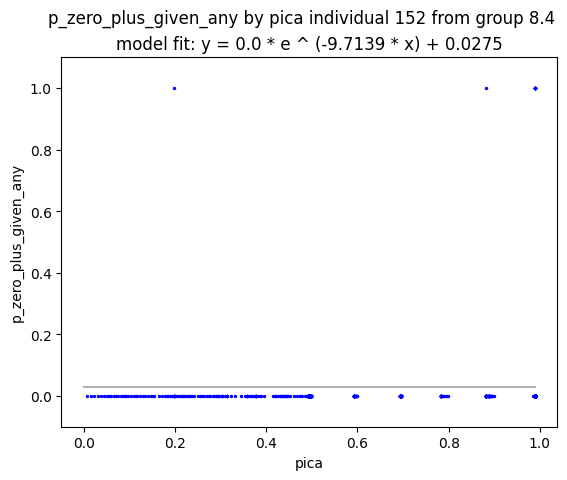 p_zero_plus_given_any by pica individual 152 from group 8.4
model fit: y = 0.0 * e ^ (-9.7139 * x) + 0.0275
1.0
0.8
0.6
0.4
0.2
0.0
p_zero_plus_given_any
0.0 0.2 0.4 0.6 0.8 1.0
pica